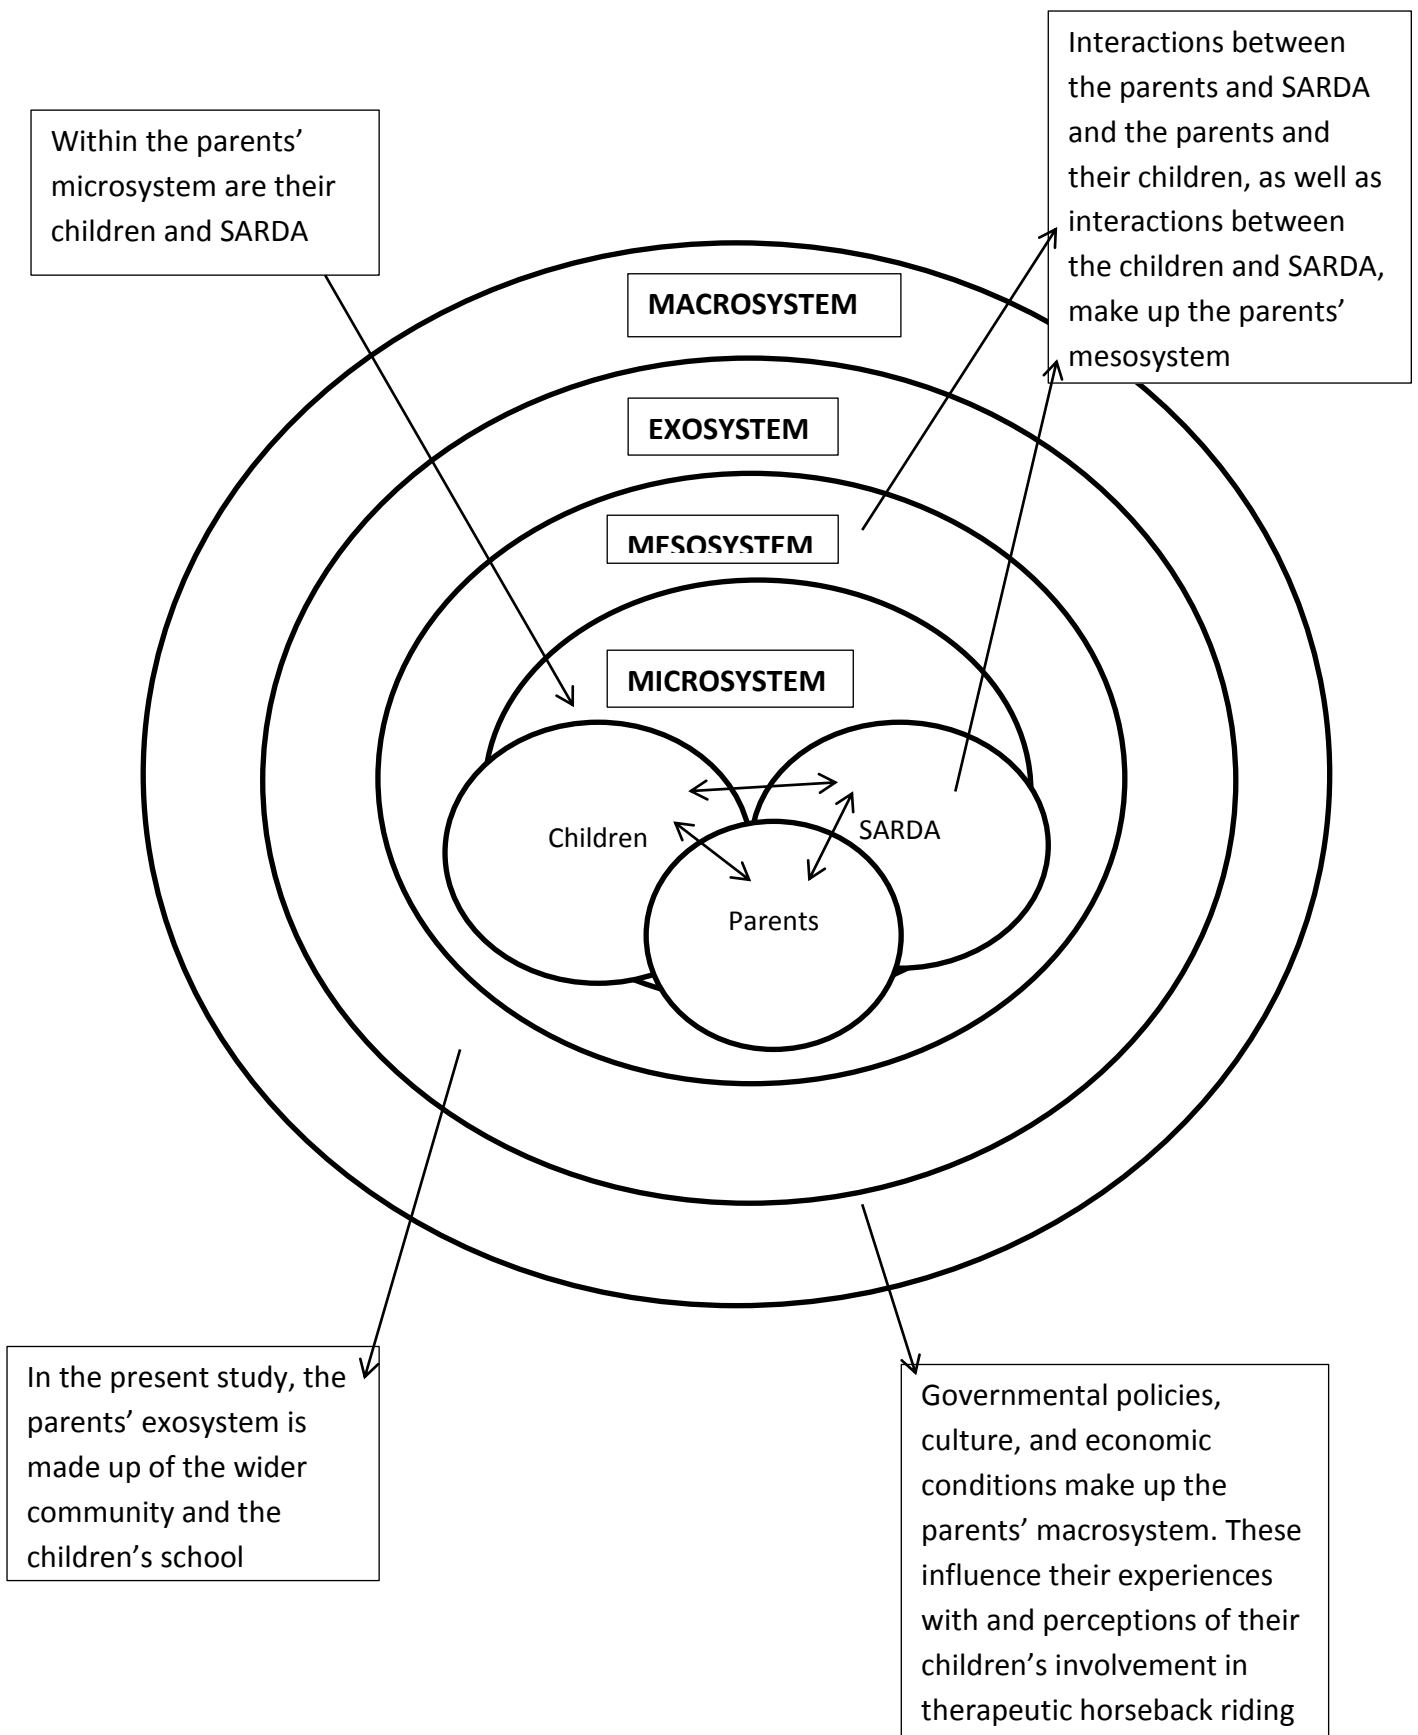 Interactions between
the parents and SARDA
and the parents and
their children, as well as
interactions between
the children and SARDA,
make up the parents’
mesosystem
Within the parents’
microsystem are their
children and SARDA
MACROSYSTEM
EXOSYSTEM
MESOSYSTEM
MICROSYSTEM
Children
SARDA
Parents
In the present study, the
parents’ exosystem is
made up of the wider
community and the
children’s school
Governmental policies,
culture, and economic
conditions make up the
parents’ macrosystem. These
influence their experiences
with and perceptions of their
children’s involvement in
therapeutic horseback riding